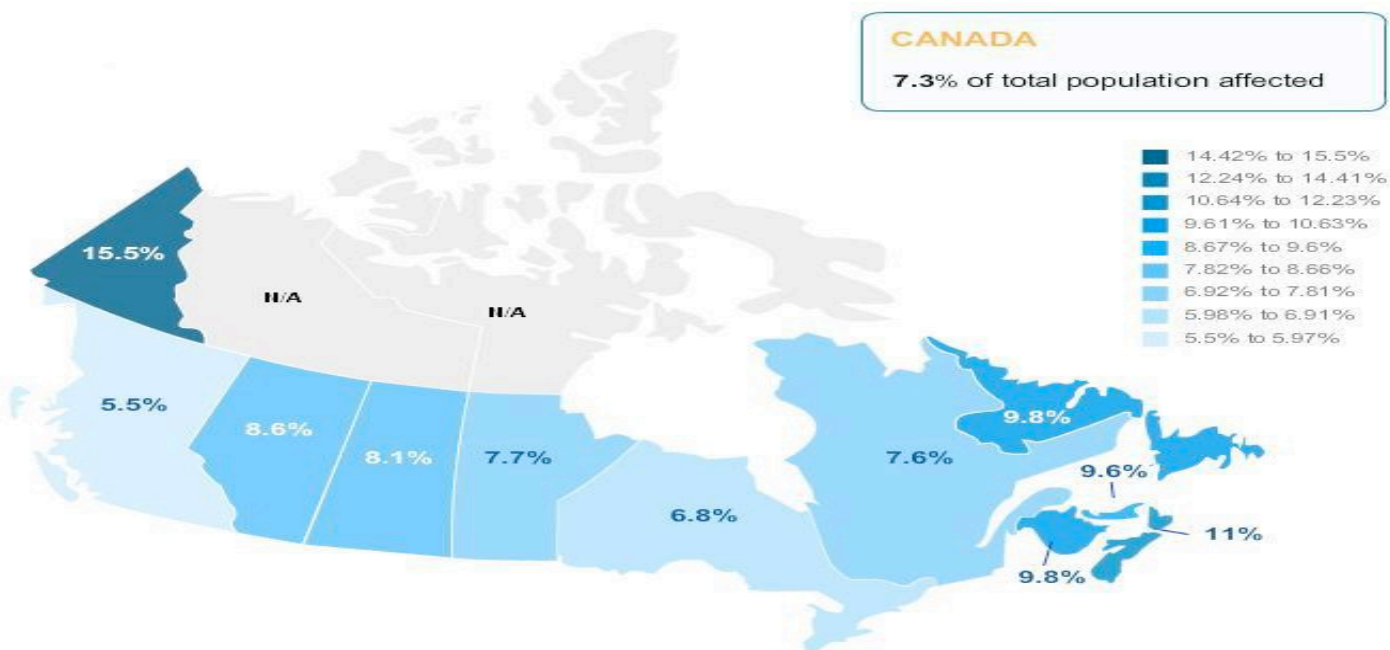 CANADA
7.3% of total population affected
14.42% to 15.5%
12.24% to 14.41%
10.64% to 12.23%
9.61% to 10.63%
8.67% to 9.6%
7.82% to 8.66%
6.92% to 7.81%
5.98% to 6.91%
5.5% to 5.97%
15.5%
N/A
N/A
5.5%
8.6%
8.1%
7.7%
6.8%
7.6%
9.8%
9.6%
11%
9.8%